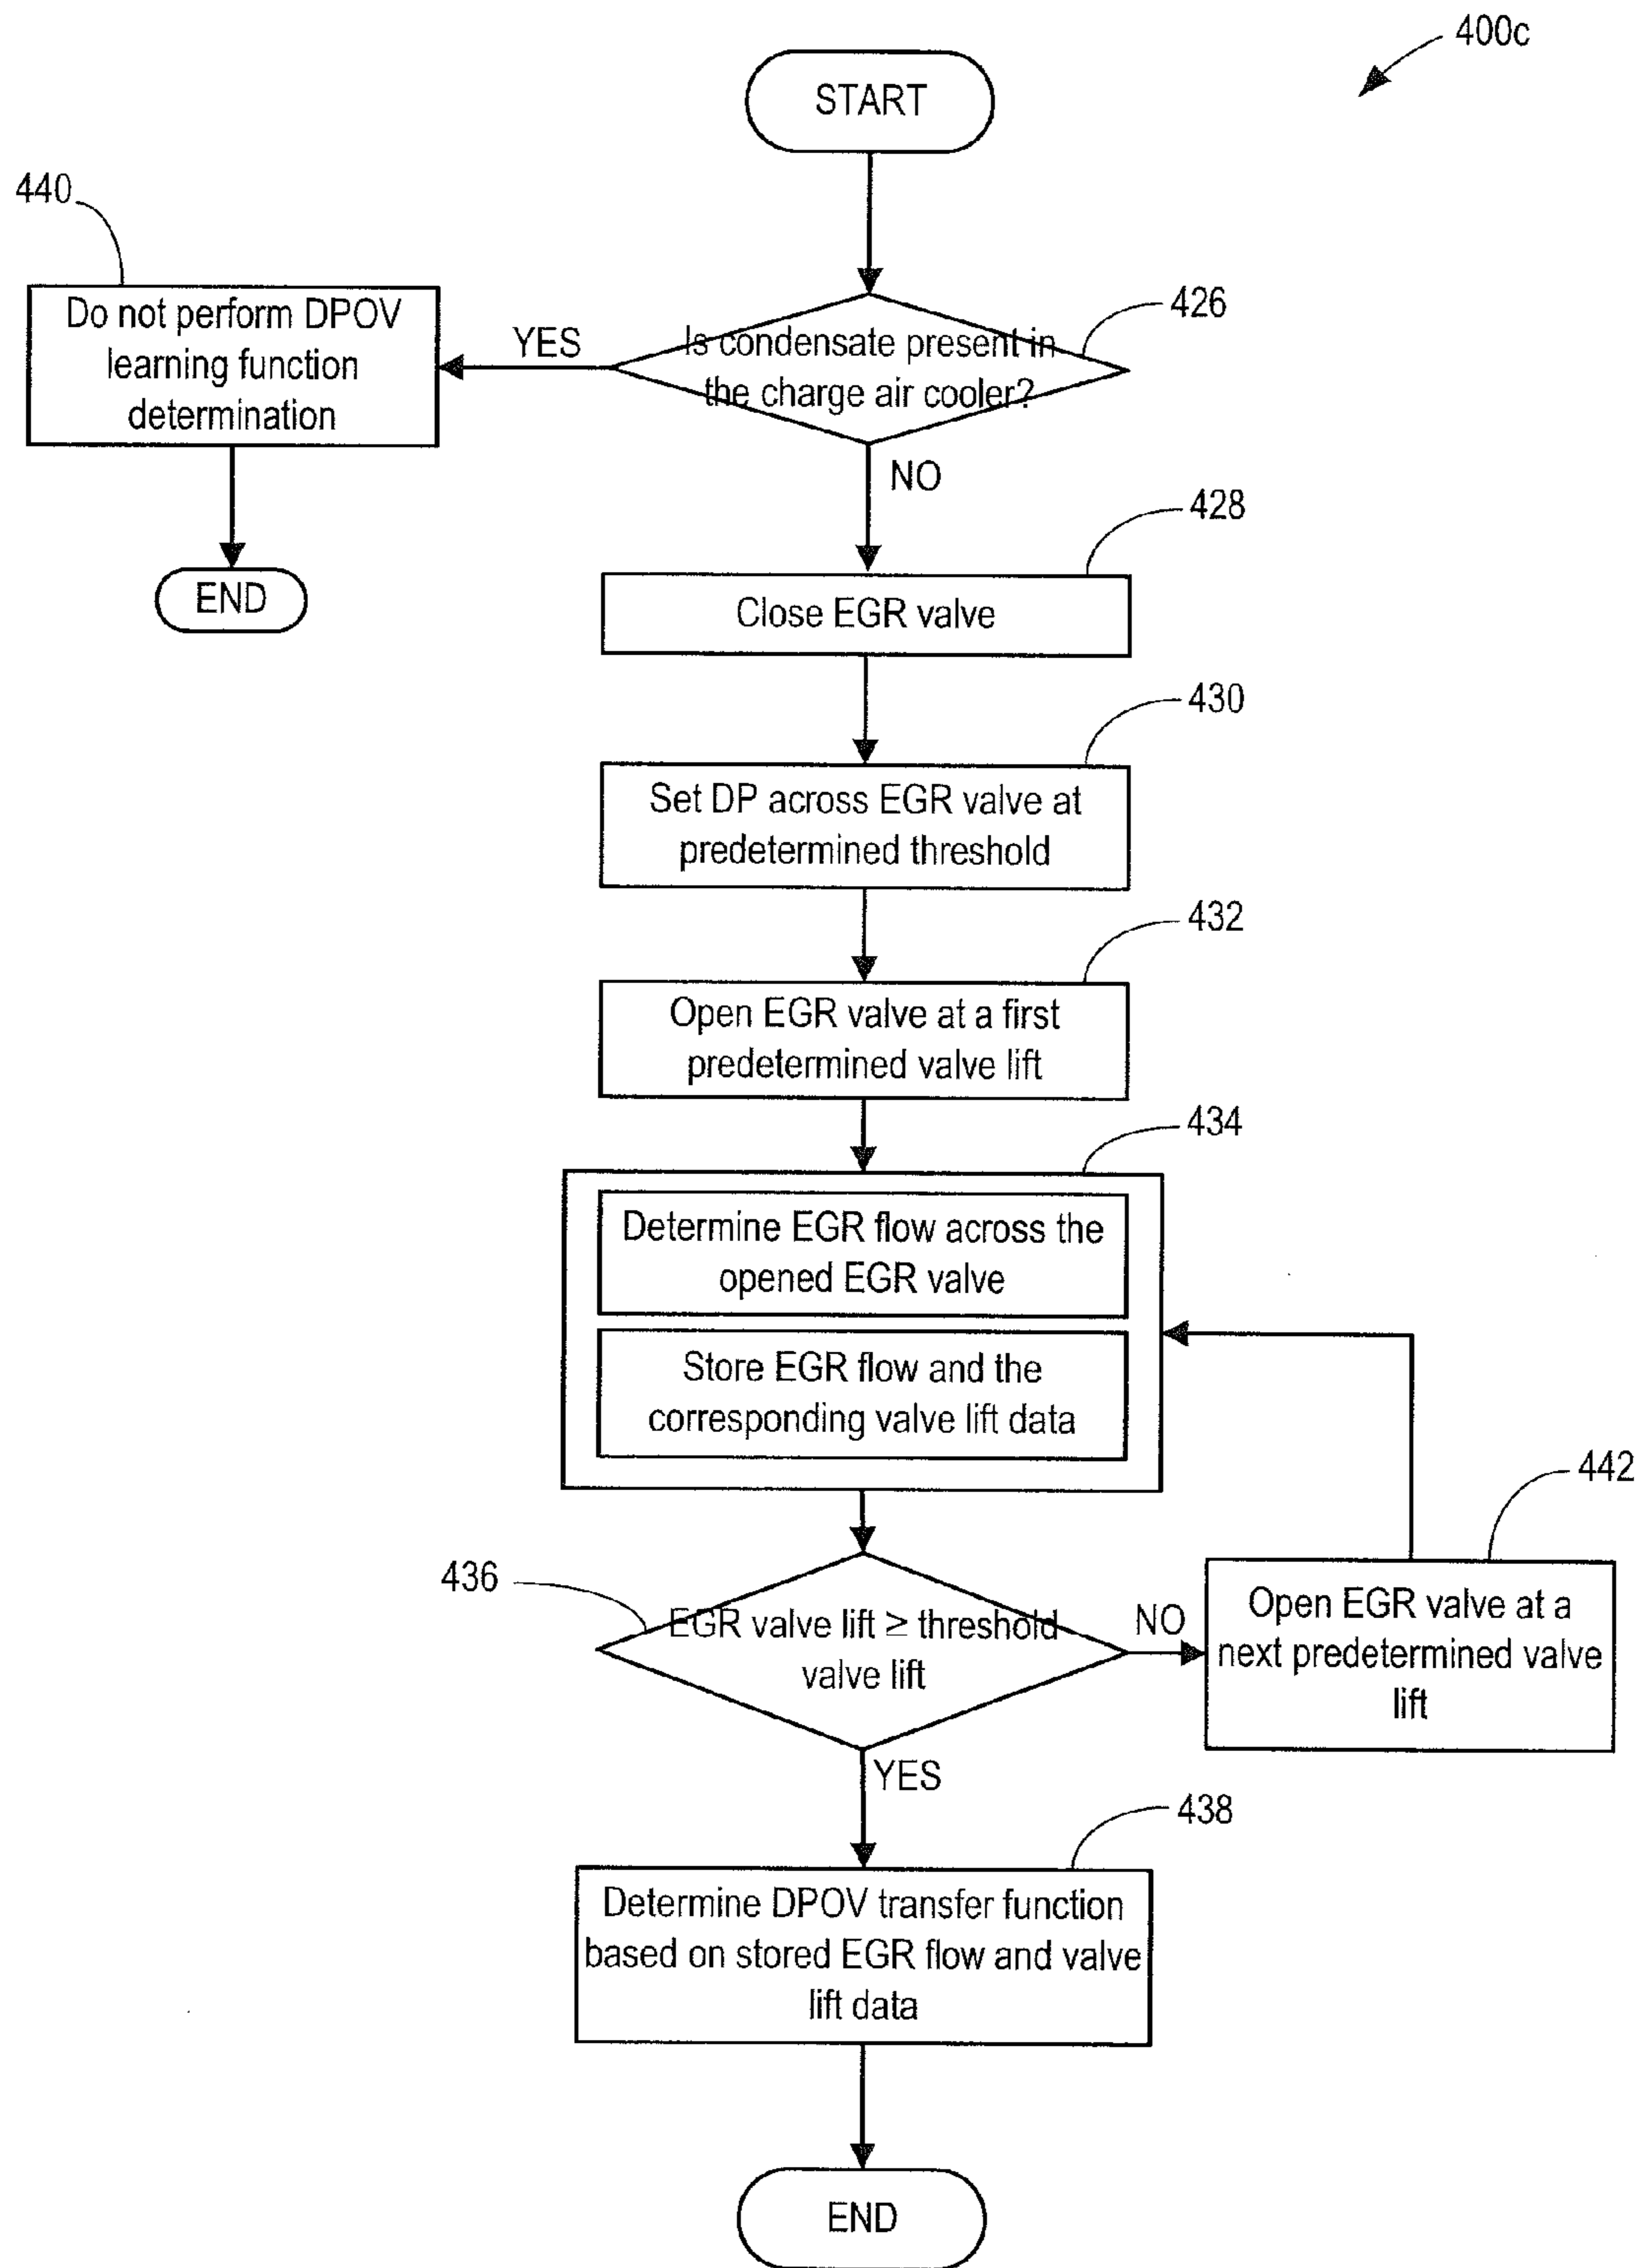 400c
START
440
Do not perform DPOV
learning function
determination
YES
Is condensate present in
the charge air cooler?
426
NO
END
428
Close EGR valve
430
Set DP across EGR valve at
predetermined threshold
432
Open EGR valve at a first
predetermined valve lift
434
Determine EGR flow across the
opened EGR valve
Store EGR flow and the
corresponding valve lift data
436
EGR valve lift ≥ threshold
valve lift
NO
442
Open EGR valve at a
next predetermined valve
lift
YES
438
Determine DPOV transfer function
based on stored EGR flow and valve
lift data
END